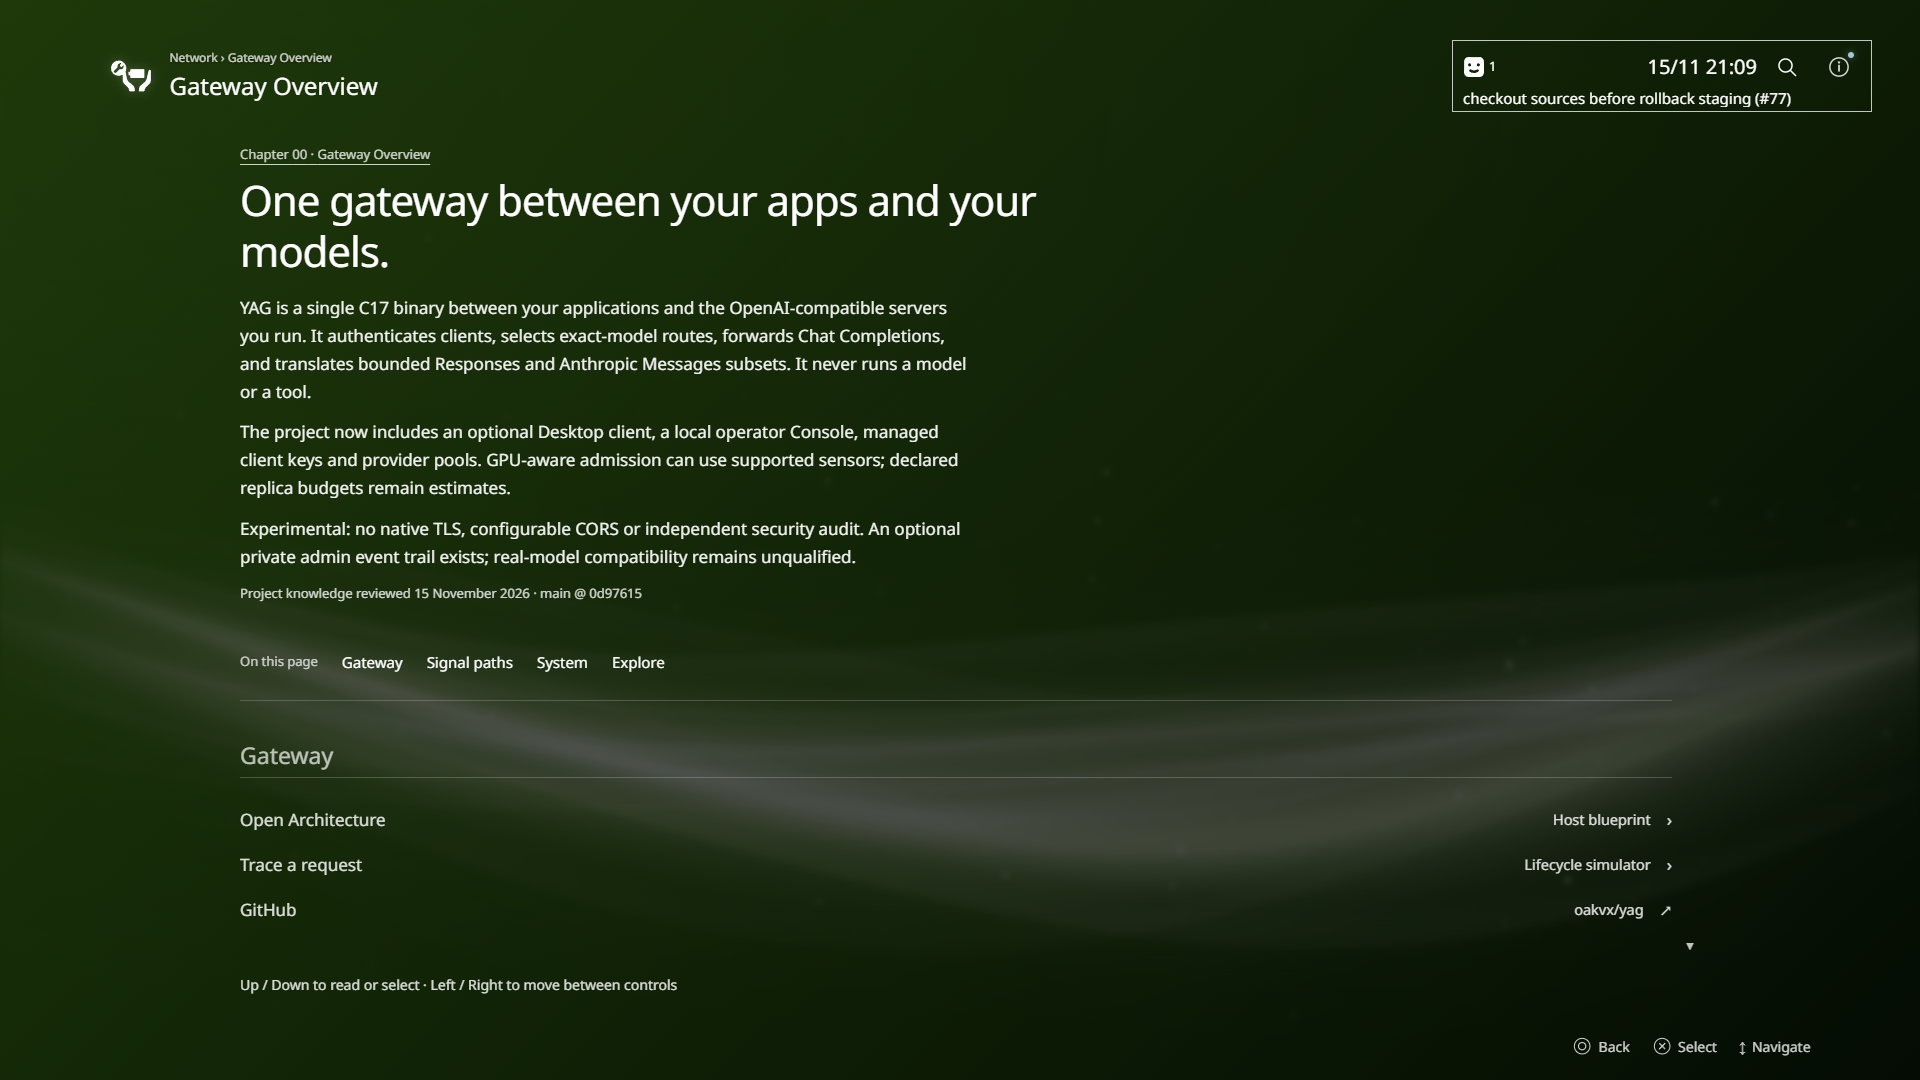 Network › Gateway Overview
Gateway Overview
1
15/11 21:09
checkout sources before rollback staging (#77)
Chapter 00 · Gateway Overview
One gateway between your apps and your
models.
YAG is a single C17 binary between your applications and the OpenAI-compatible servers
you run. It authenticates clients, selects exact-model routes, forwards Chat Completions,
and translates bounded Responses and Anthropic Messages subsets. It never runs a model
or a tool.
The project now includes an optional Desktop client, a local operator Console, managed
client keys and provider pools. GPU-aware admission can use supported sensors; declared
replica budgets remain estimates.
Experimental: no native TLS, configurable CORS or independent security audit. An optional
private admin event trail exists; real-model compatibility remains unqualified.
Project knowledge reviewed 15 November 2026 · main @ 0d97615
On this page Gateway Signal paths System Explore
Gateway
Open Architecture Host blueprint ›
Trace a request Lifecycle simulator ›
GitHub oakvx/yag ↗
▼
Up / Down to read or select · Left / Right to move between controls
Back Select ↕ Navigate